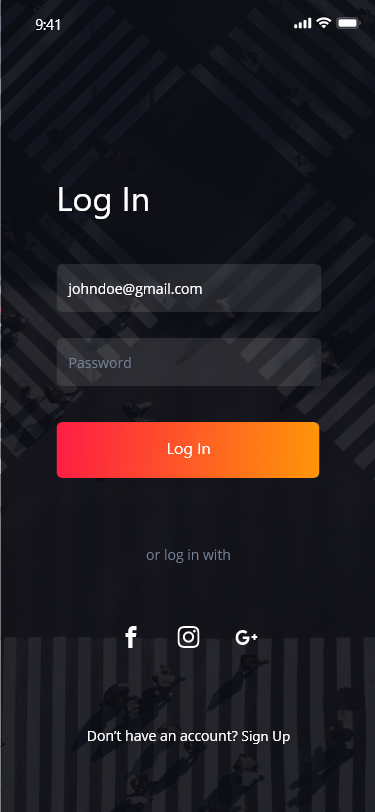 9:41
Log In
johndoe@gmail.com
Password
Log In
or log in with
f G+
Don't have an account? Sign Up